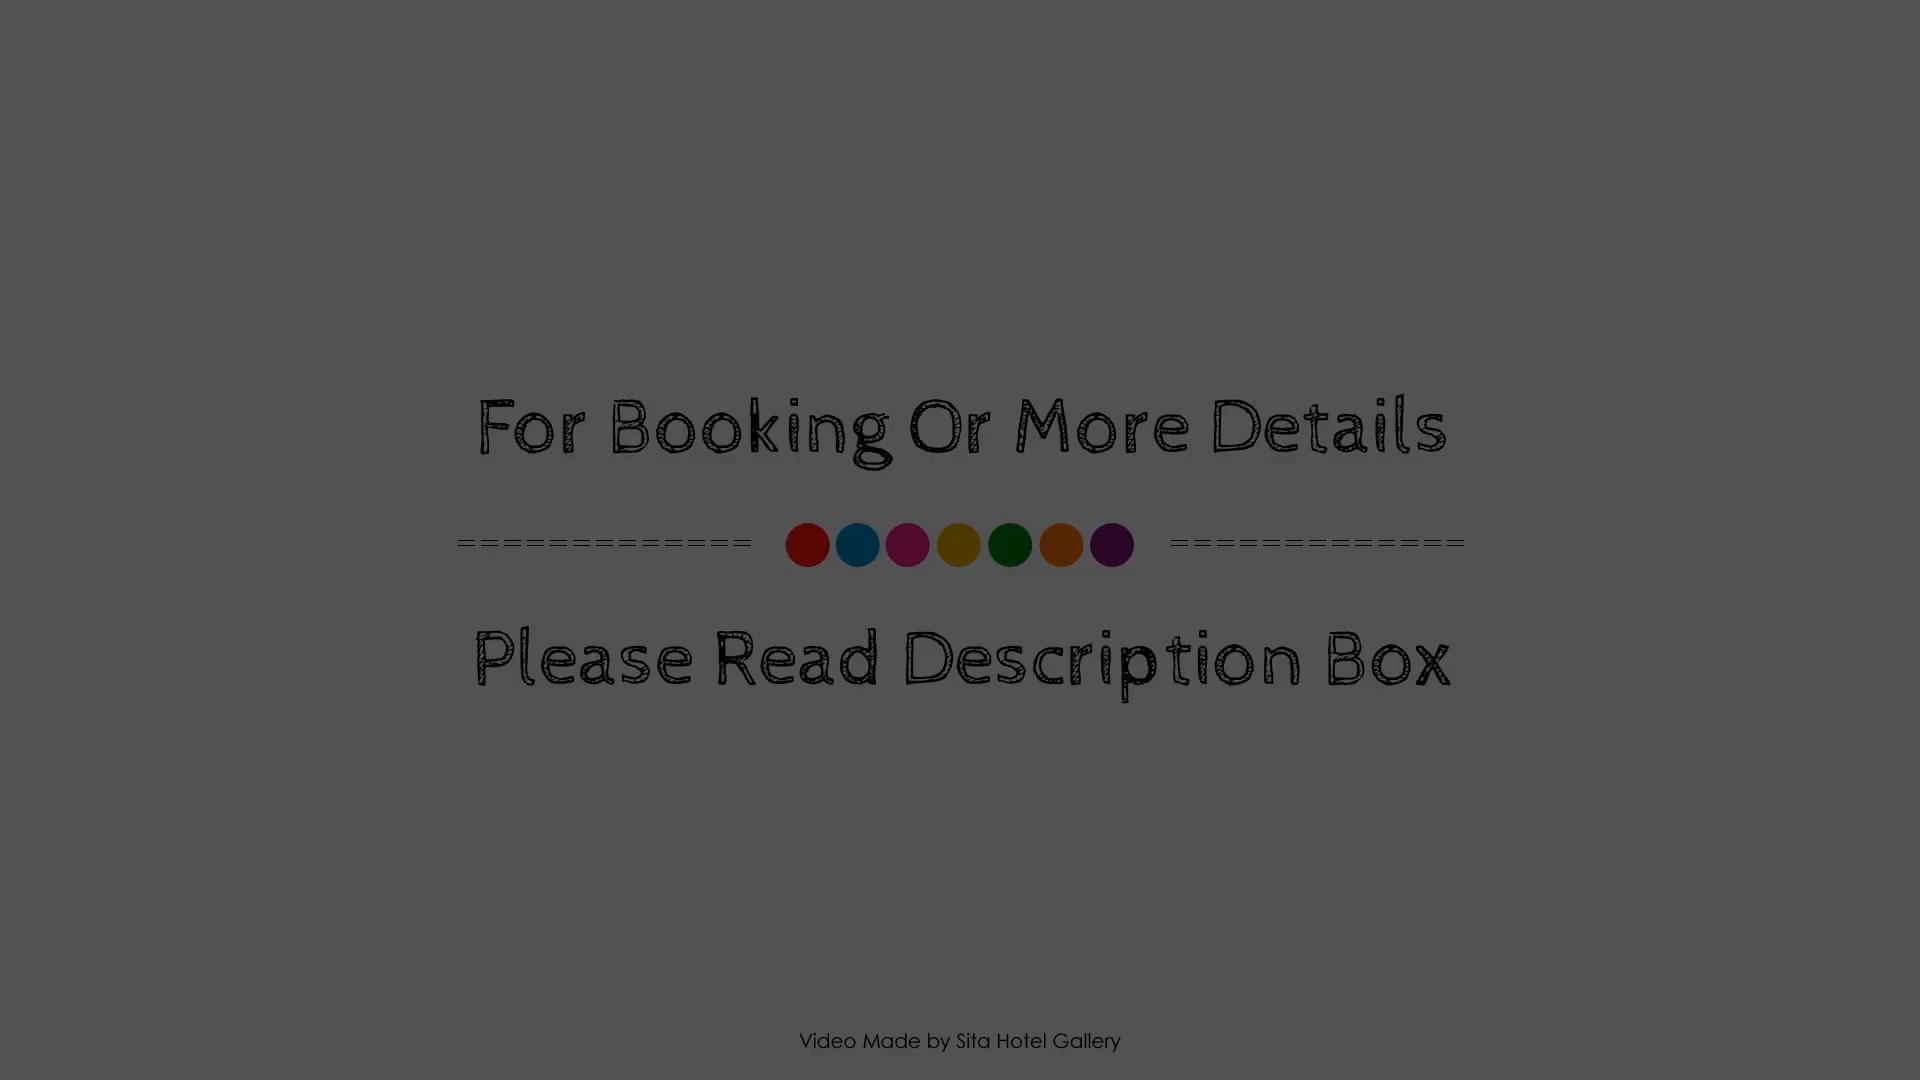 For Booking Or More Details
============= =============
Please Read Description Box
Video Made by Sita Hotel Gallery